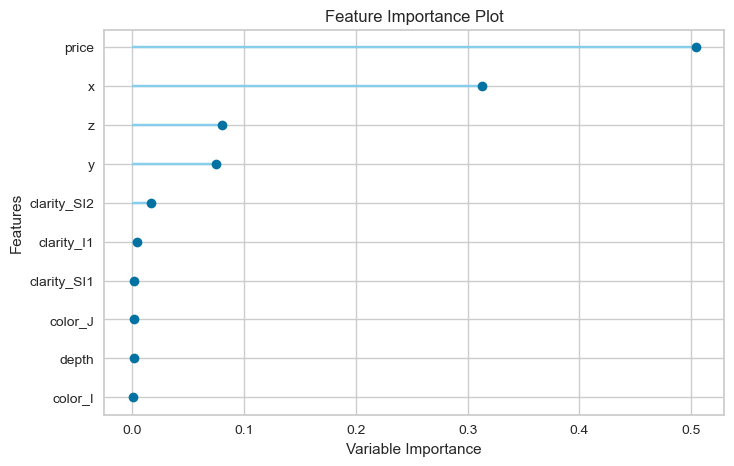 Feature Importance Plot
price
x
z
y
clarity_SI2
clarity_I1
clarity_SI1
color_J
depth
color_I
Features
0.0 0.1 0.2 0.3 0.4 0.5
Variable Importance